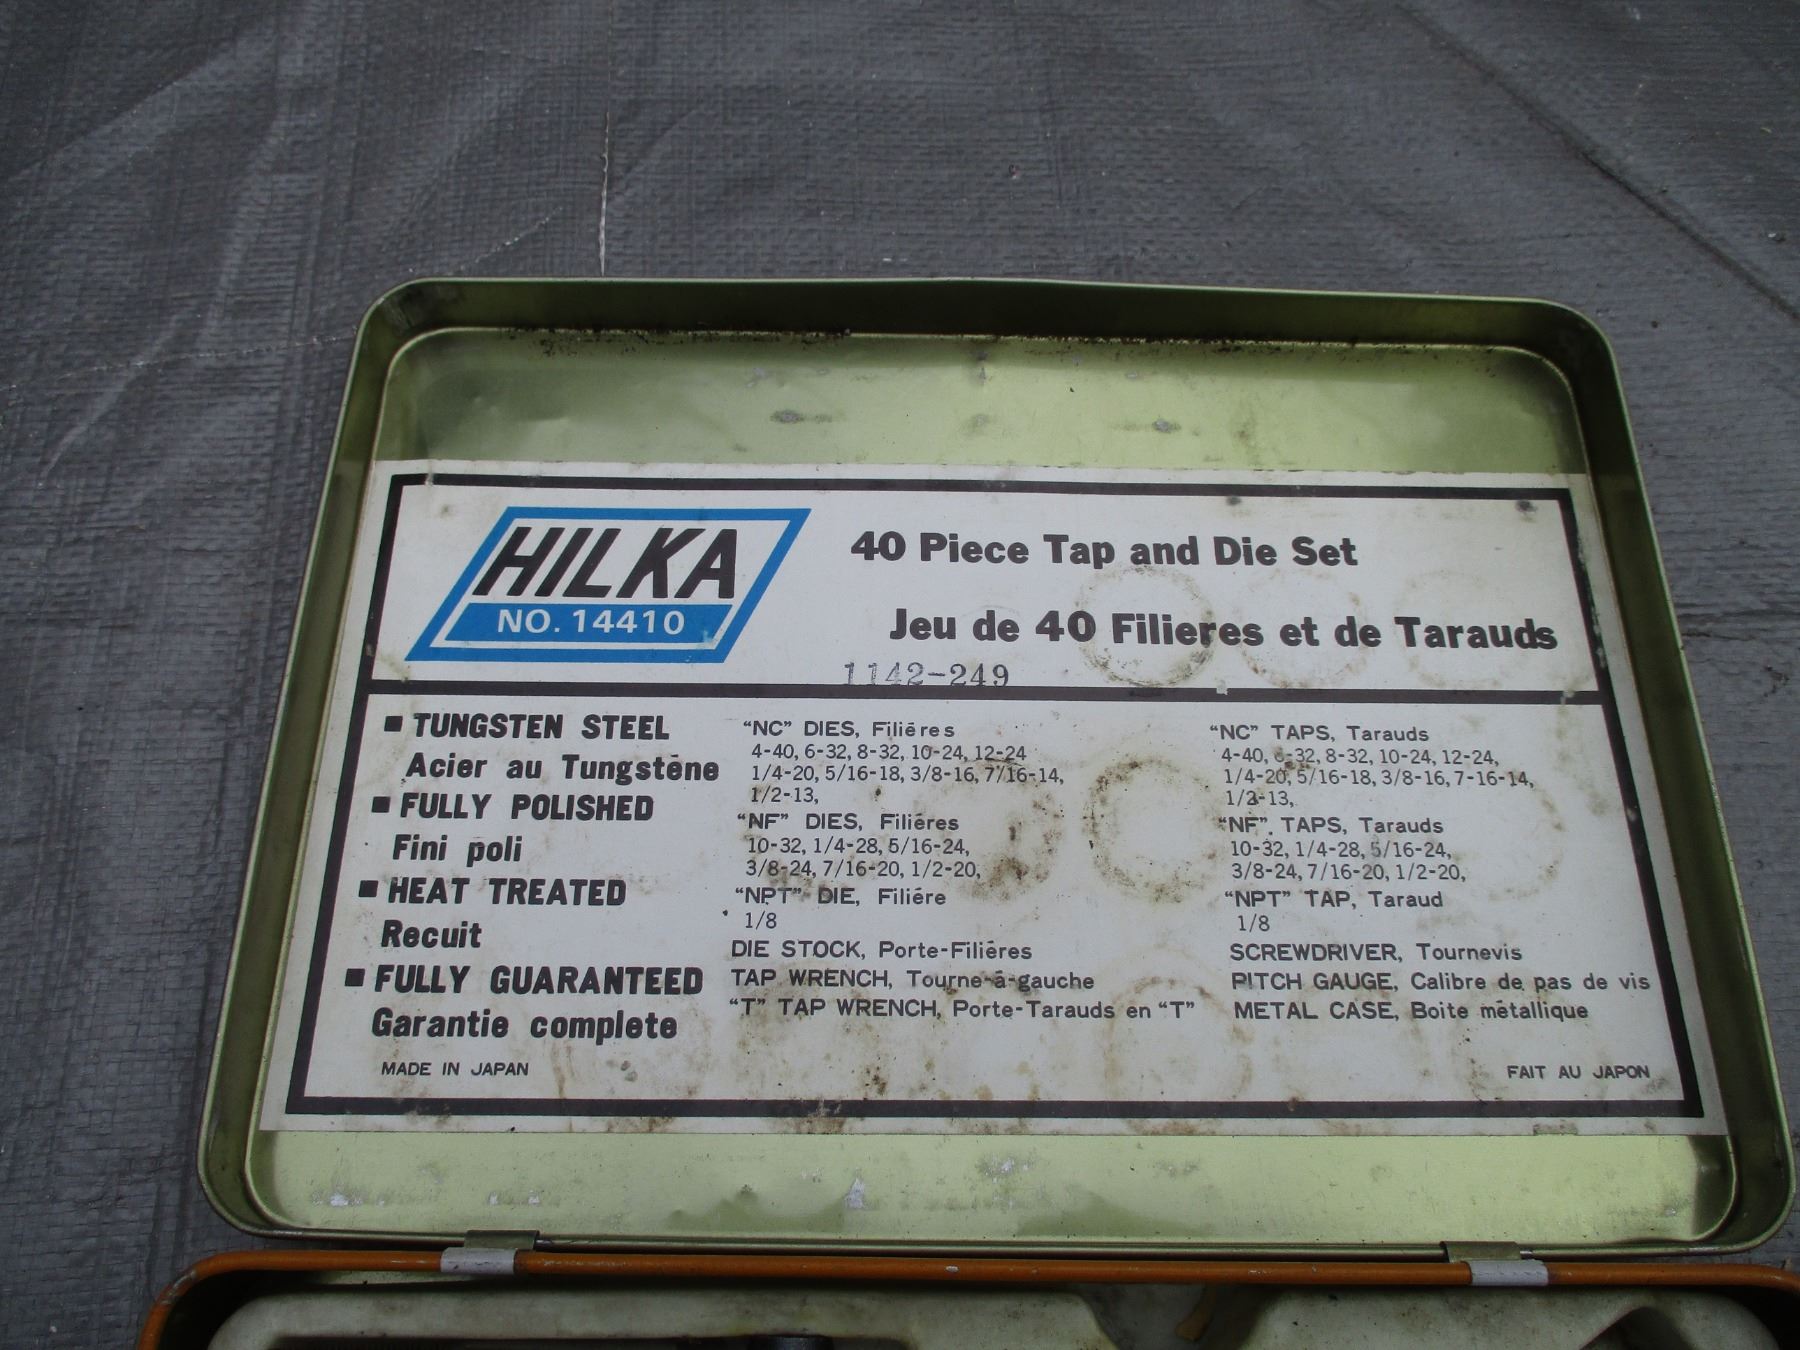 HILKA
NO. 14410
40 Piece Tap and Die Set
Jeu de 40 Filieres et de Tarauds
1142-249
■ TUNGSTEN STEEL
Acier au Tungstēne
■ FULLY POLISHED
Fini poli
■ HEAT TREATED
Recuit
■ FULLY GUARANTEED
Garantie complete
MADE IN JAPAN
“NC” DIES, Filiēres
4-40, 6-32, 8-32, 10-24, 12-24
1/4-20, 5/16-18, 3/8-16, 7/16-14,
1/2-13,
“NF” DIES, Filiēres
10-32, 1/4-28, 5/16-24,
3/8-24, 7/16-20, 1/2-20,
“NPT” DIE, Filiēre
1/8
DIE STOCK, Porte-Filiēres
TAP WRENCH, Tourne-ā-gauche
“T” TAP WRENCH, Porte-Tarauds en “T”
“NC” TAPS, Tarauds
4-40, 6-32, 8-32, 10-24, 12-24,
1/4-20, 5/16-18, 3/8-16, 7-16-14,
1/2-13,
“NF”. TAPS, Tarauds
10-32, 1/4-28, 5/16-24,
3/8-24, 7/16-20, 1/2-20,
“NPT” TAP, Taraud
1/8
SCREWDRIVER, Tournevis
PITCH GAUGE, Calibre de pas de vis
METAL CASE, Boite mētallique
FAIT AU JAPON